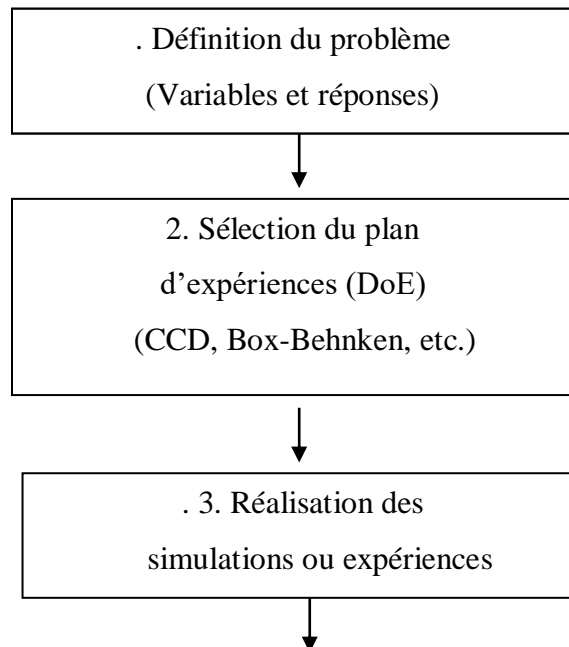 . Définition du problème
(Variables et réponses)
2. Sélection du plan
d’expériences (DoE)
(CCD, Box-Behnken, etc.)
. 3. Réalisation des
simulations ou expériences